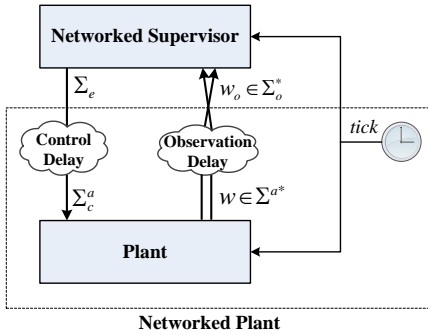 Networked Supervisor
Σ_e
w_o ∈ Σ_o^*
Control
Delay
Observation
Delay
tick
Σ_c^a
w ∈ Σ^{a*}
Plant
Networked Plant